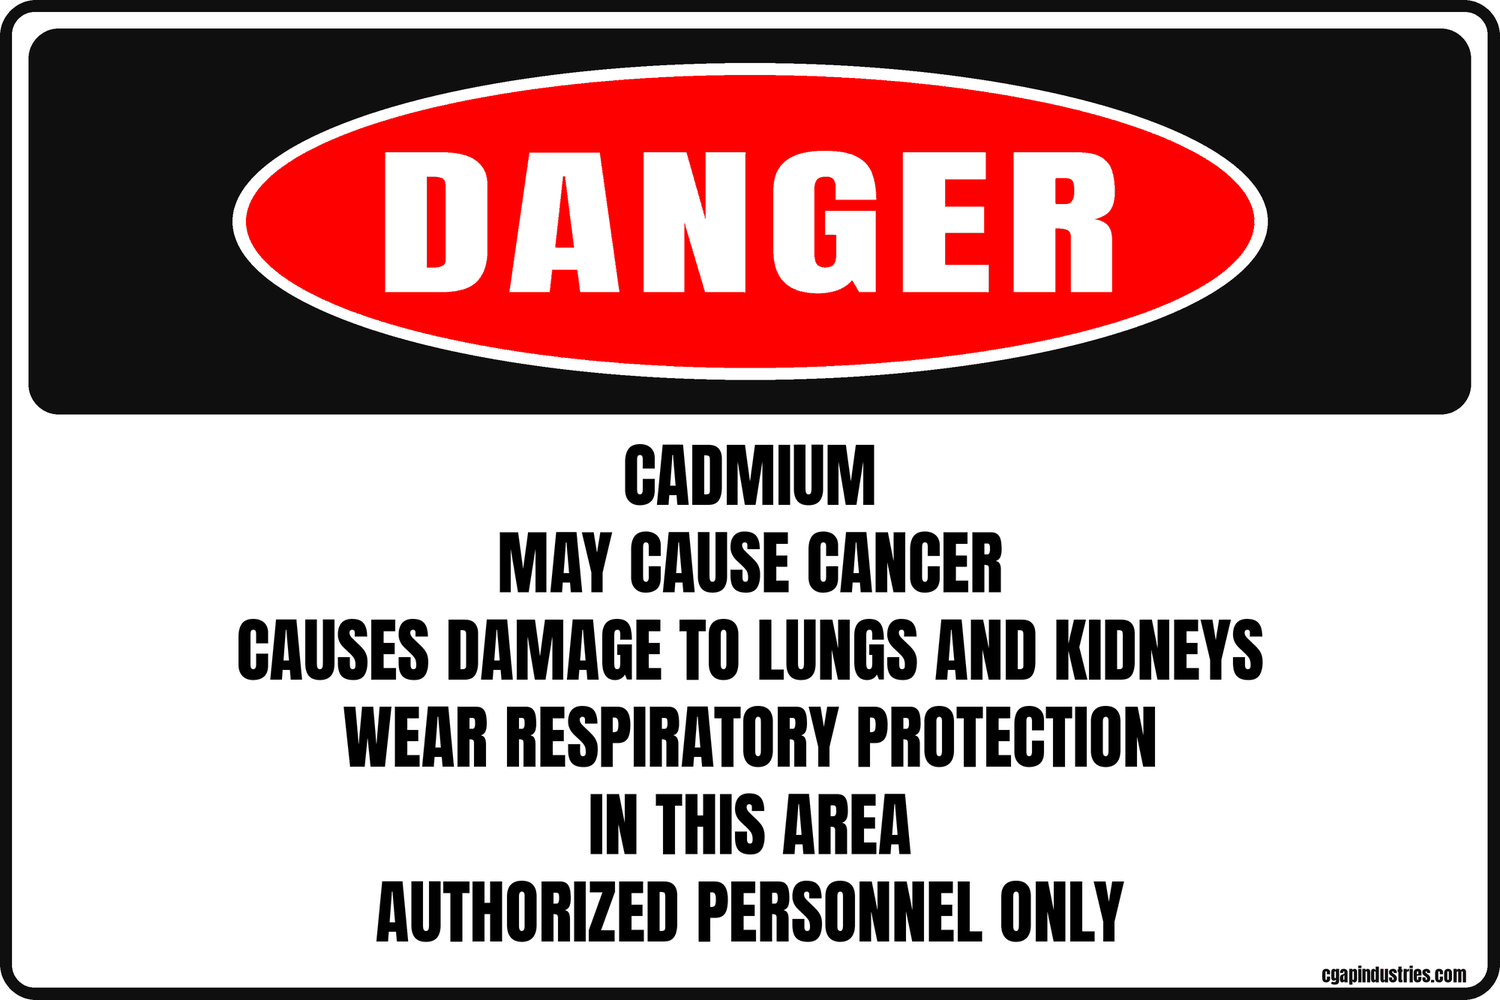 DANGER
CADMIUM
MAY CAUSE CANCER
CAUSES DAMAGE TO LUNGS AND KIDNEYS
WEAR RESPIRATORY PROTECTION
IN THIS AREA
AUTHORIZED PERSONNEL ONLY
cgapindustries.com